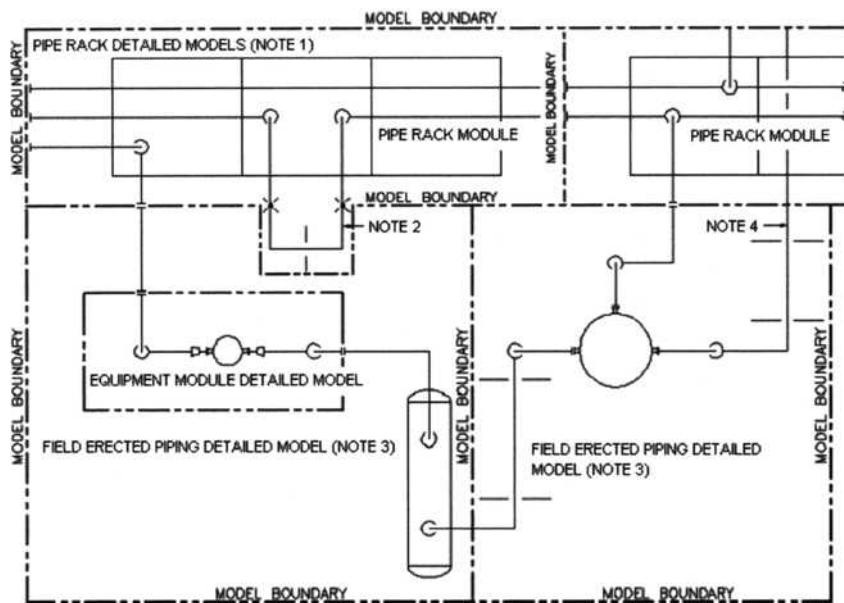 MODEL BOUNDARY
PIPE RACK DETAILED MODELS (NOTE 1)
MODEL BOUNDARY
MODEL BOUNDARY
PIPE RACK MODULE
PIPE RACK MODULE
MODEL BOUNDARY
NOTE 2
NOTE 4
EQUIPMENT MODULE DETAILED MODEL
MODEL BOUNDARY
MODEL BOUNDARY
MODEL BOUNDARY
FIELD ERECTED PIPING DETAILED MODEL (NOTE 3)
FIELD ERECTED PIPING DETAILED
MODEL (NOTE 3)
MODEL BOUNDARY
MODEL BOUNDARY